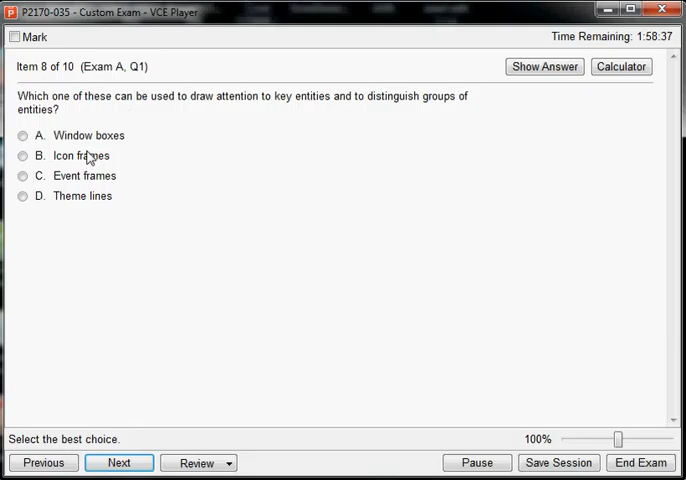 P2170-035 - Custom Exam - VCE Player
Mark
Time Remaining: 1:58:37
Item 8 of 10 (Exam A, Q1)
Show Answer
Calculator
Which one of these can be used to draw attention to key entities and to distinguish groups of
entities?
A. Window boxes
B. Icon frames
C. Event frames
D. Theme lines
Select the best choice.
100%
Previous
Next
Review
Pause
Save Session
End Exam